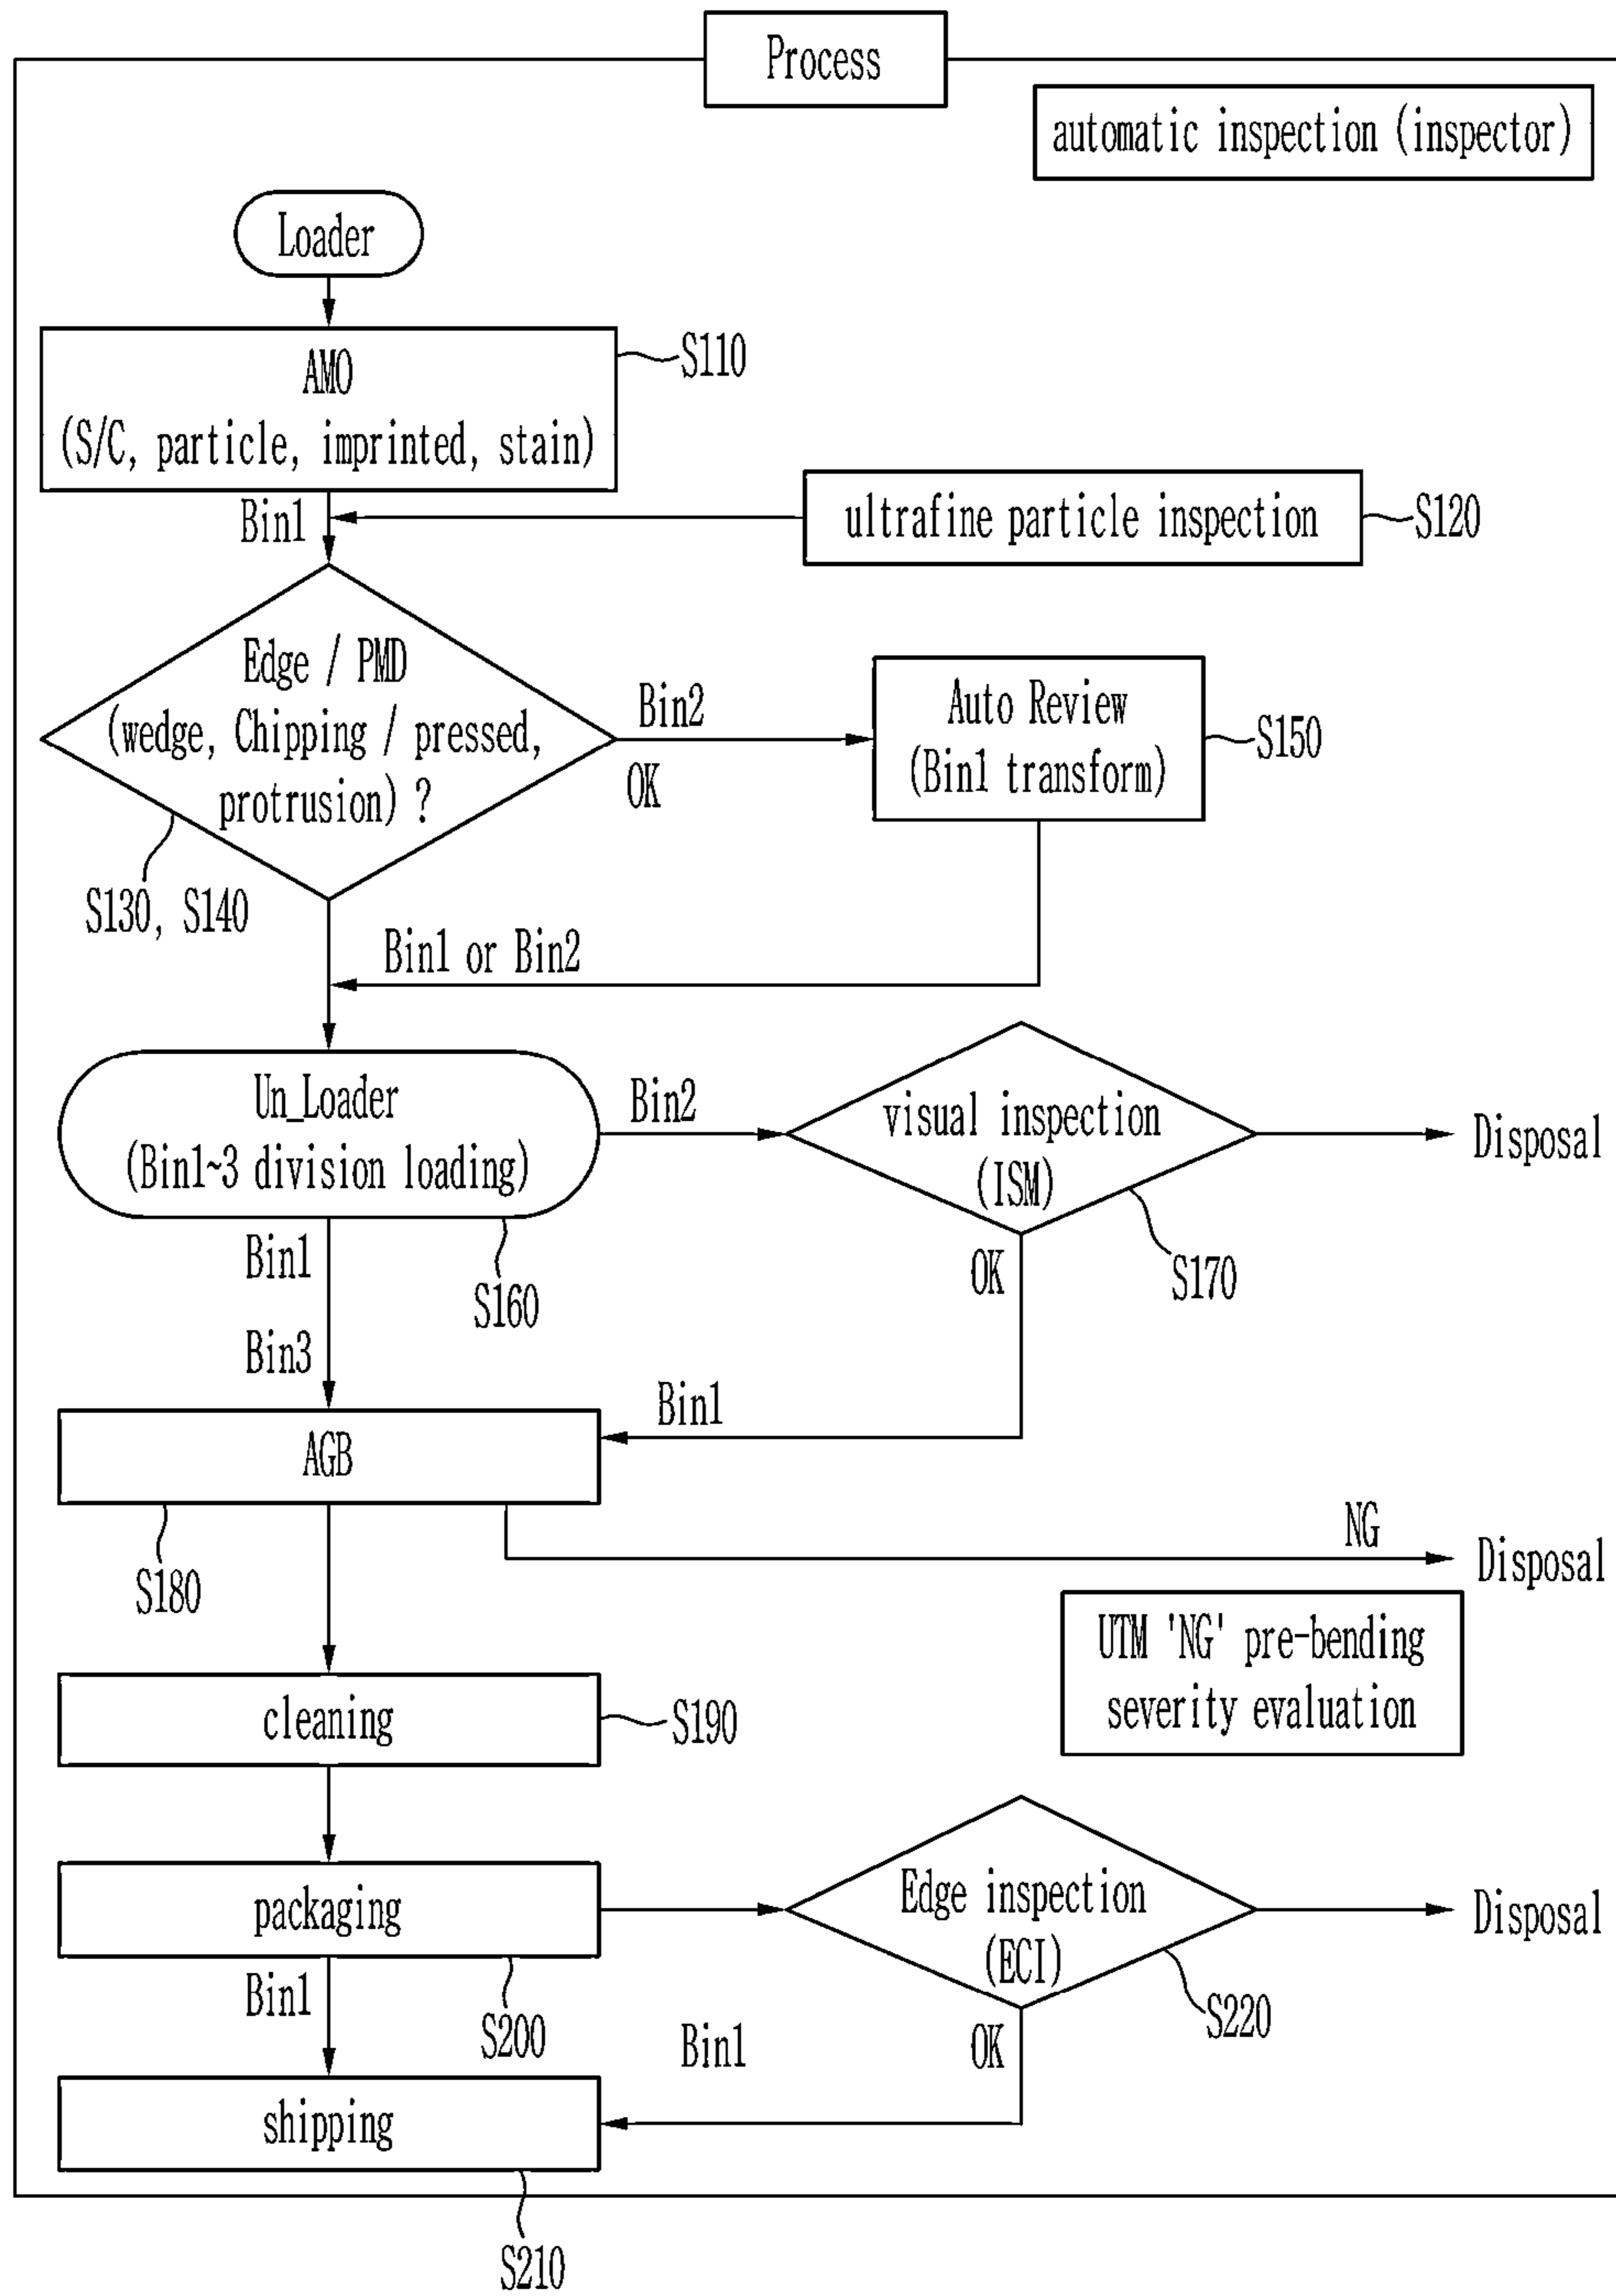 Process
automatic inspection (inspector)
Loader
AMO
(S/C, particle, imprinted, stain)
S110
Bin1
ultrafine particle inspection
S120
Edge / PMD
(wedge, Chipping / pressed,
protrusion) ?
S130, S140
Bin2
OK
Auto Review
(Bin1 transform)
S150
Bin1 or Bin2
Un_Loader
(Bin1~3 division loading)
S160
Bin2
visual inspection
(ISM)
S170
Disposal
Bin1
Bin3
OK
Bin1
AGB
S180
NG
Disposal
UTM 'NG' pre-bending
severity evaluation
cleaning
S190
packaging
S200
Edge inspection
(ECI)
S220
Disposal
Bin1
Bin1
OK
shipping
S210